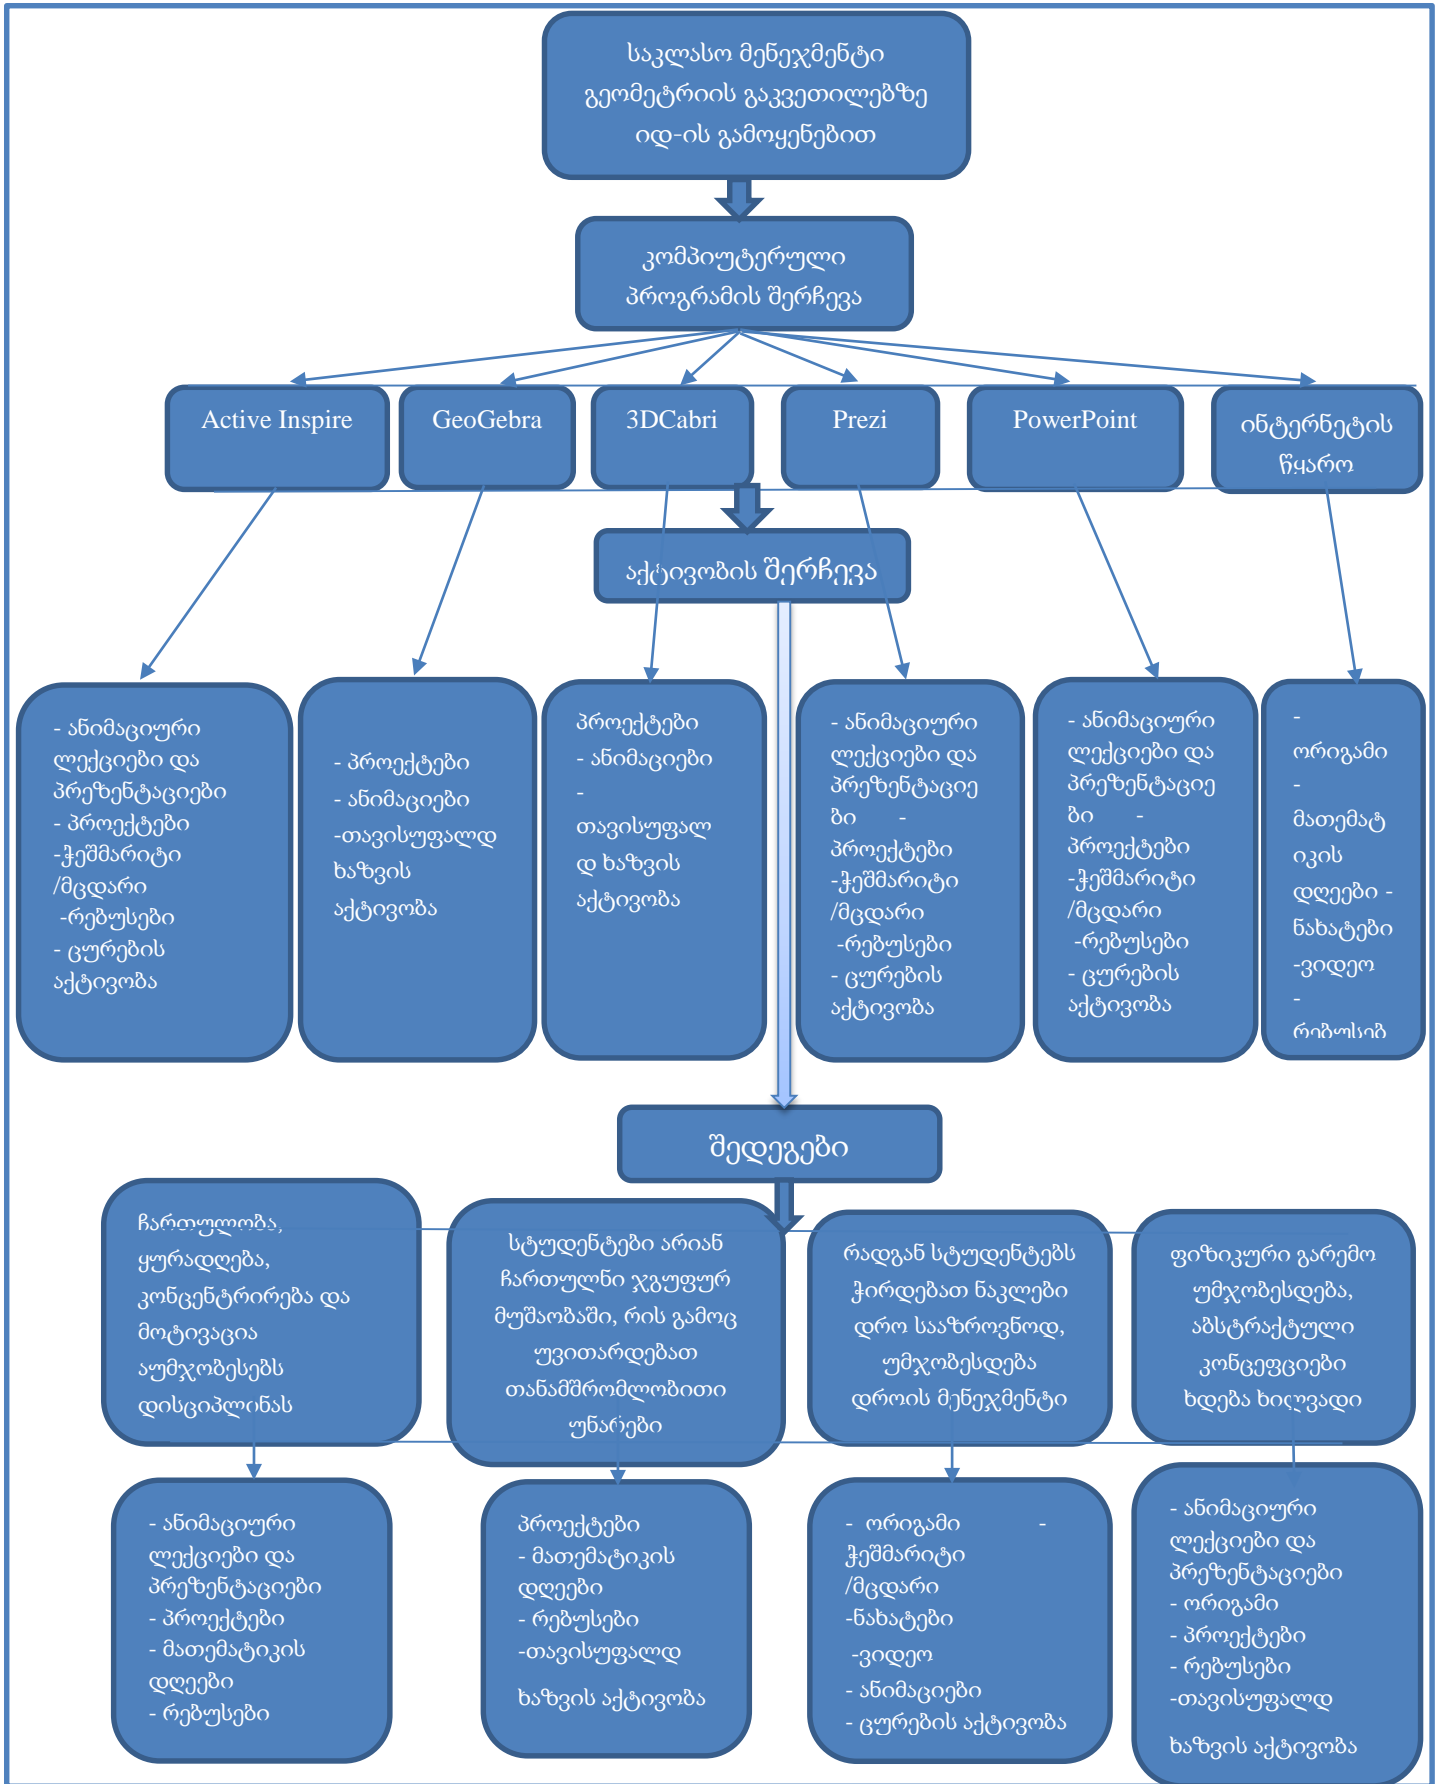 საკლასო მენეჯმენტი
გეომეტრიის გაკვეთილებზე
იდ-ის გამოყენებით
კომპიუტერული
პროგრამის შერჩევა
Active Inspire
GeoGebra
3DCabri
Prezi
PowerPoint
ინტერნეტის
წყარო
აქტივობის შერჩევა
- ანიმაციური
ლექციები და
პრეზენტაციები
- პროექტები
-ჭეშმარიტი
/მცდარი
-რებუსები
- ცურების
აქტივობა
- პროექტები
- ანიმაციები
-თავისუფალდ
ხაზვის
აქტივობა
პროექტები
- ანიმაციები
-
თავისუფალ
დ ხაზვის
აქტივობა
- ანიმაციური
ლექციები და
პრეზენტაციე
ბი -
პროექტები
-ჭეშმარიტი
/მცდარი
-რებუსები
- ცურების
აქტივობა
- ანიმაციური
ლექციები და
პრეზენტაციე
ბი -
პროექტები
-ჭეშმარიტი
/მცდარი
-რებუსები
- ცურების
აქტივობა
-
ორიგამი
-
მათემატ
იკის
დღეები -
ნახატები
-ვიდეო
-
რებუსებ
შედეგები
ჩართულობა,
ყურადღება,
კონცენტრირება და
მოტივაცია
აუმჯობესებს
დისციპლინას
სტუდენტები არიან
ჩართულნი ჯგუფურ
მუშაობაში, რის გამოც
უვითარდებათ
თანამშრომლობითი
უნარები
რადგან სტუდენტებს
ჭირდებათ ნაკლები
დრო სააზროვნოდ,
უმჯობესდება
დროის მენეჯმენტი
ფიზიკური გარემო
უმჯობესდება,
აბსტრაქტული
კონცეფციები
ხდება ხილვადი
- ანიმაციური
ლექციები და
პრეზენტაციები
- პროექტები
- მათემატიკის
დღეები
- რებუსები
პროექტები
- მათემატიკის
დღეები
- რებუსები
-თავისუფალდ
ხაზვის აქტივობა
- ორიგამი -
ჭეშმარიტი
/მცდარი
-ნახატები
-ვიდეო
- ანიმაციები
- ცურების აქტივობა
- ანიმაციური
ლექციები და
პრეზენტაციები
- ორიგამი
- პროექტები
- რებუსები
-თავისუფალდ
ხაზვის აქტივობა